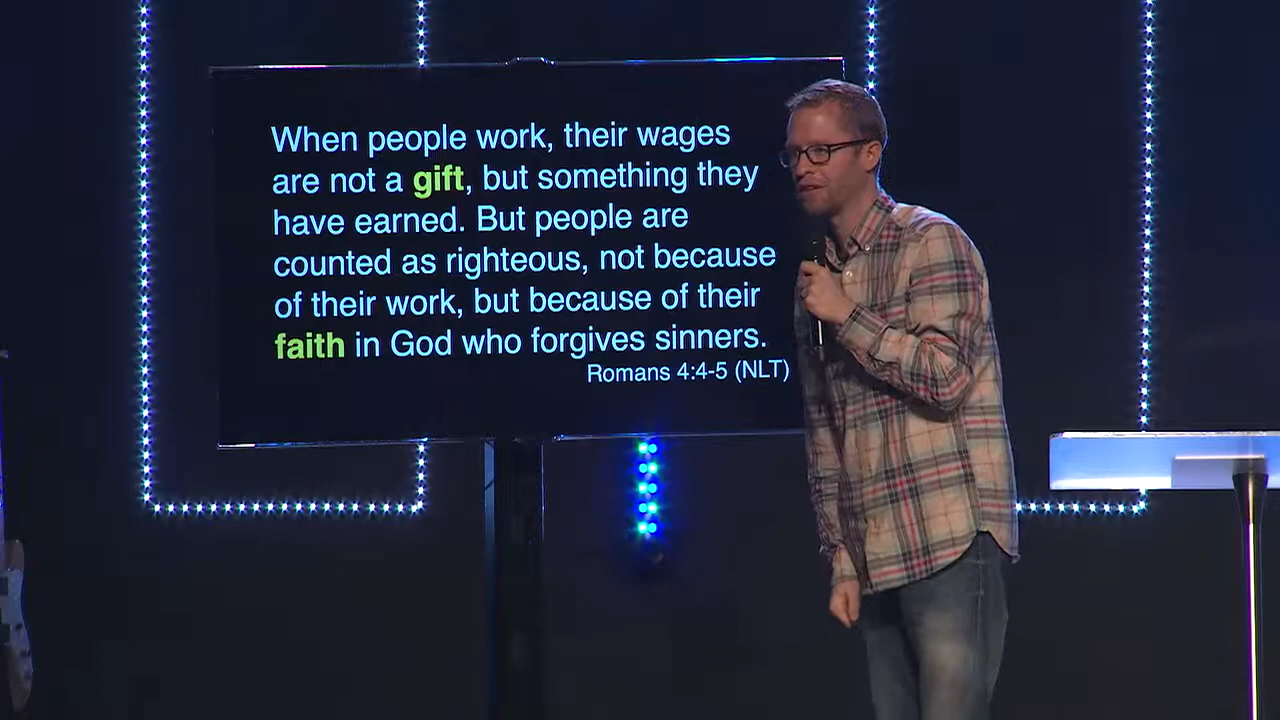 When people work, their wages
are not a gift, but something they
have earned. But people are
counted as righteous, not because
of their work, but because of their
faith in God who forgives sinners.
Romans 4:4-5 (NLT)